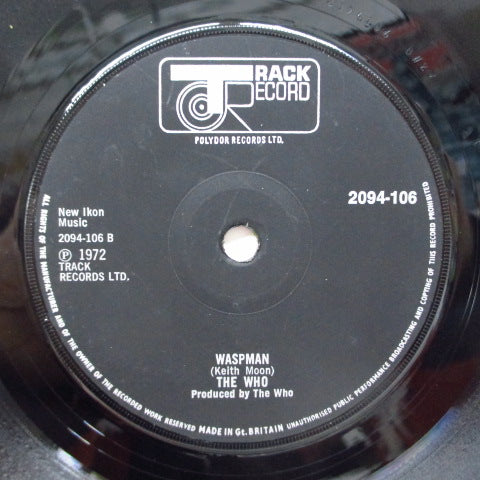 TRACK
RECORD
POLYDOR RECORDS LTD.
2094-106
New Ikon
Music
2094-106 B
Ⓟ 1972
TRACK
RECORDS LTD.
WASPMAN
(Keith Moon)
THE WHO
Produced by The Who
ALL RIGHTS OF THE MANUFACTURER AND OF THE OWNER OF THE RECORDED WORK RESERVED MADE IN Gt. BRITAIN UNAUTHORISED PUBLIC PERFORMANCE BROADCASTING AND COPYING OF THIS RECORD PROHIBITED